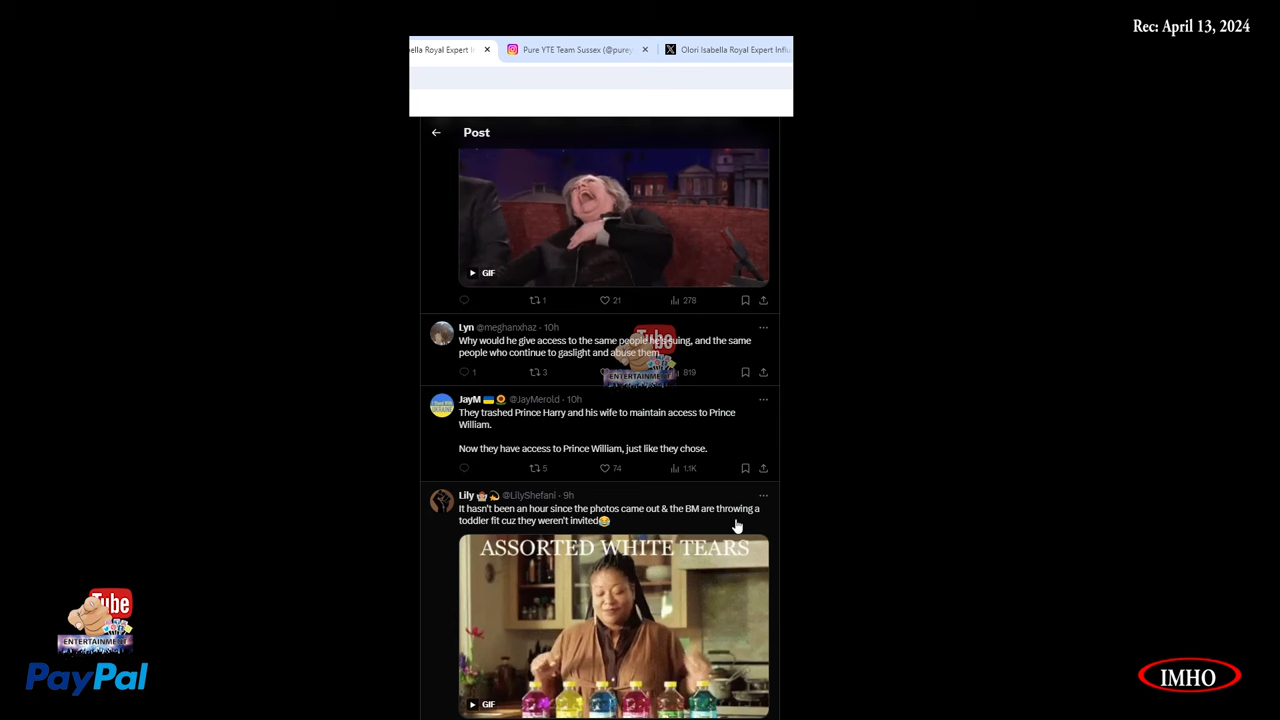 Rec: April 13, 2024
ella Royal Expert I
Pure YTE Team Sussex (@purey
Olori Isabella Royal Expert Influ
Post
GIF
1
21
278
Lyn @meghanxhaz · 10h
Why would he give access to the same people he's suing, and the same
people who continue to gaslight and abuse them.
1
3
819
Tube
ENTERTAINMENT
JayM @JayMerold · 10h
They trashed Prince Harry and his wife to maintain access to Prince
William.
Now they have access to Prince William, just like they chose.
5
74
1.1K
Lily @LilyShefani · 9h
It hasn't been an hour since the photos came out & the BM are throwing a
toddler fit cuz they weren't invited😂
ASSORTED WHITE TEARS
GIF
Tube
ENTERTAINMENT
PayPal
IMHO